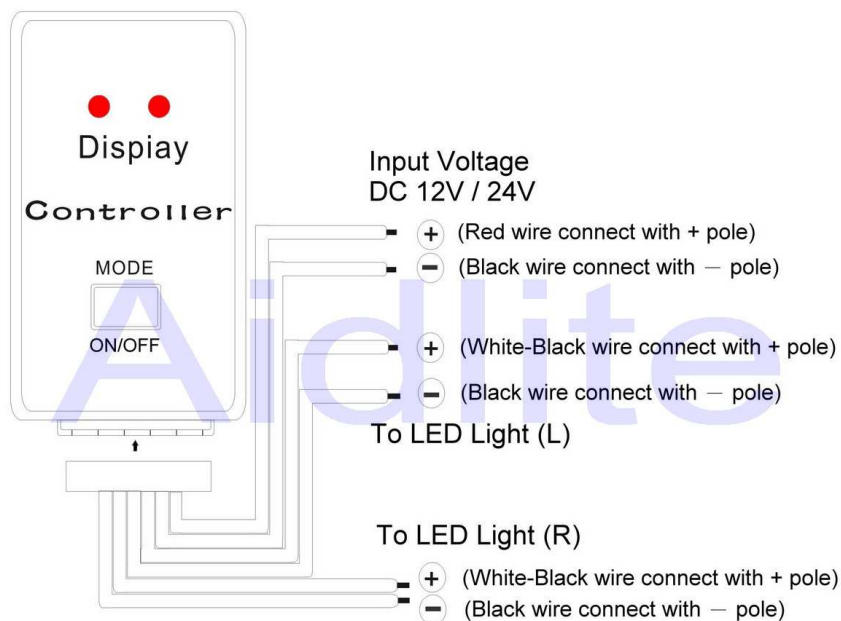 Dispiay
Controller
MODE
ON/OFF
Input Voltage
DC 12V / 24V
+ (Red wire connect with + pole)
− (Black wire connect with — pole)
+ (White-Black wire connect with + pole)
− (Black wire connect with — pole)
To LED Light (L)
To LED Light (R)
+ (White-Black wire connect with + pole)
− (Black wire connect with — pole)
Aidlite